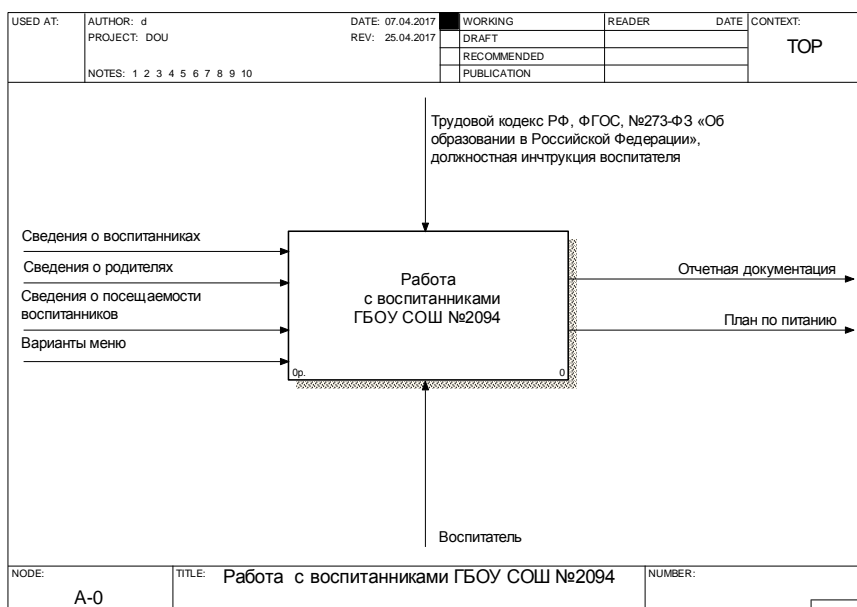 USED AT:
AUTHOR: d
DATE: 07.04.2017
WORKING
READER
DATE
CONTEXT:
PROJECT: DOU
REV: 25.04.2017
DRAFT
TOP
RECOMMENDED
NOTES: 1 2 3 4 5 6 7 8 9 10
PUBLICATION
Трудовой кодекс РФ, ФГОС, №273-ФЗ «Об
образовании в Российской Федерации»,
должностная инчтрукция воспитателя
Сведения о воспитанниках
Сведения о родителях
Сведения о посещаемости
воспитанников
Варианты меню
Работа
с воспитанниками
ГБОУ СОШ №2094
0р.
0
Отчетная документация
План по питанию
Воспитатель
NODE:
A-0
TITLE:
Работа с воспитанниками ГБОУ СОШ №2094
NUMBER: